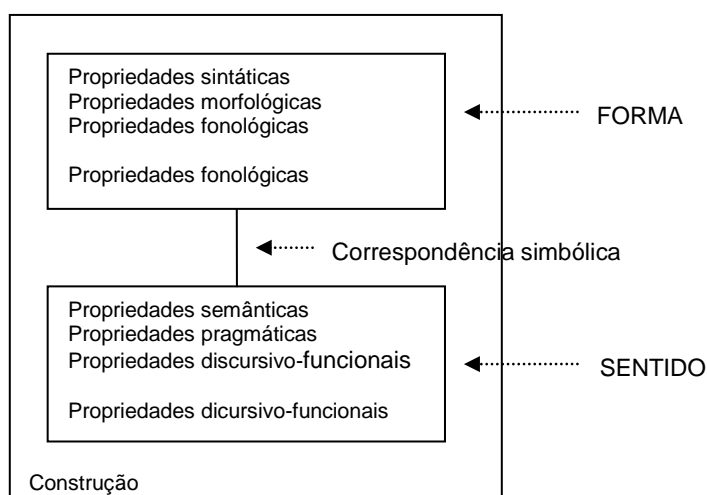 Propriedades sintáticas
Propriedades morfológicas
Propriedades fonológicas
FORMA
Propriedades fonológicas
Correspondência simbólica
Propriedades semânticas
Propriedades pragmáticas
Propriedades discursivo-funcionais
SENTIDO
Propriedades dicursivo-funcionais
Construção